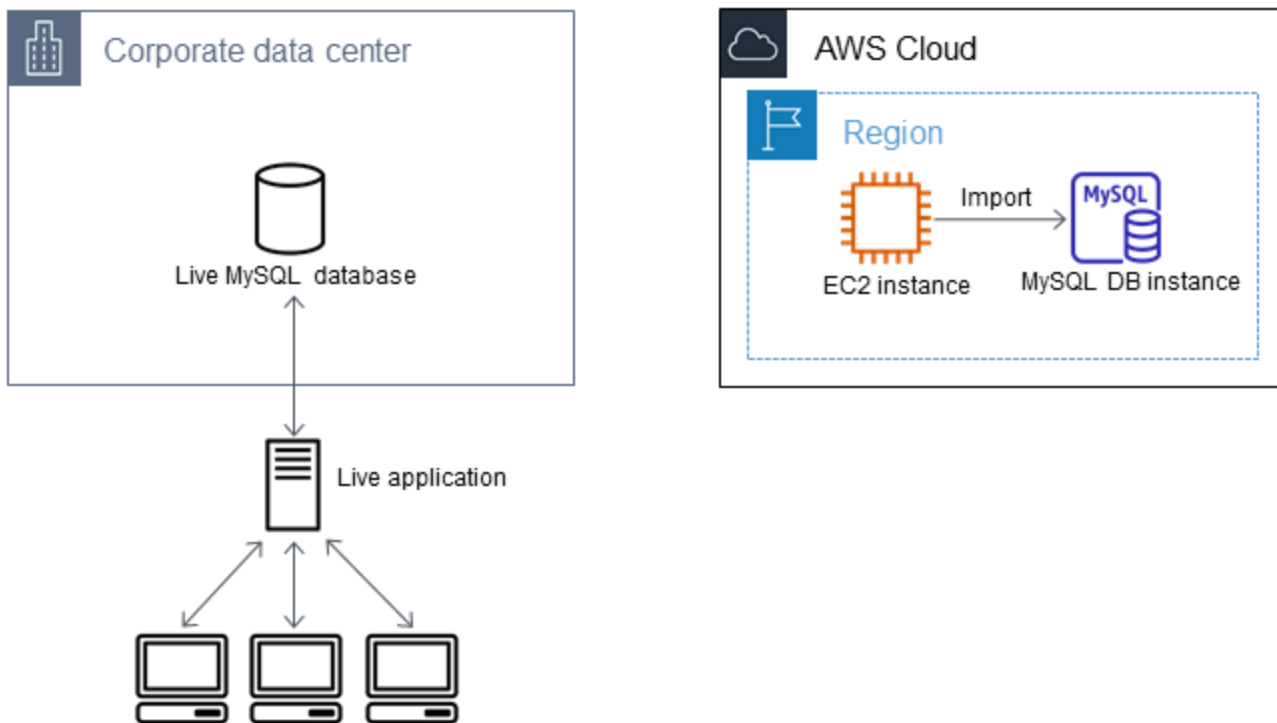 Corporate data center
Live MySQL database
Live application
AWS Cloud
Region
Import
MySQL
EC2 instance
MySQL DB instance